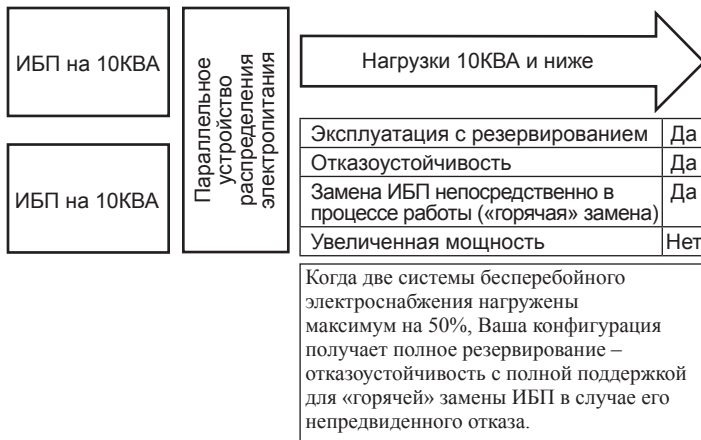 ИБП на 10КВА
ИБП на 10КВА
Параллельное
устройство
распределения
электропитания
Нагрузки 10КВА и ниже
Эксплуатация с резервированием Да
Отказоустойчивость Да
Замена ИБП непосредственно в Да
процессе работы («горячая» замена)
Увеличенная мощность Нет
Когда две системы бесперебойного
электроснабжения нагружены
максимум на 50%, Ваша конфигурация
получает полное резервирование –
отказоустойчивость с полной поддержкой
для «горячей» замены ИБП в случае его
непредвиденного отказа.